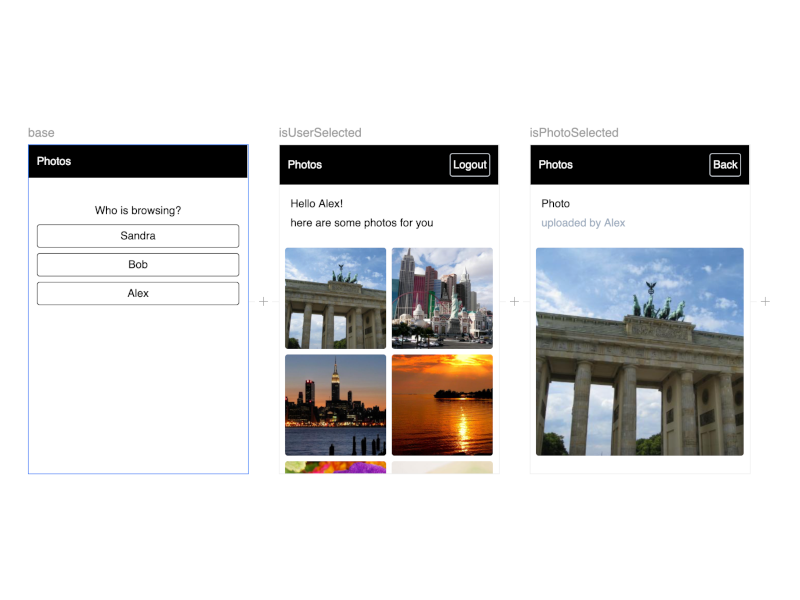 base
Photos
Who is browsing?
Sandra
Bob
Alex
isUserSelected
Photos
Logout
Hello Alex!
here are some photos for you
isPhotoSelected
Photos
Back
Photo
uploaded by Alex